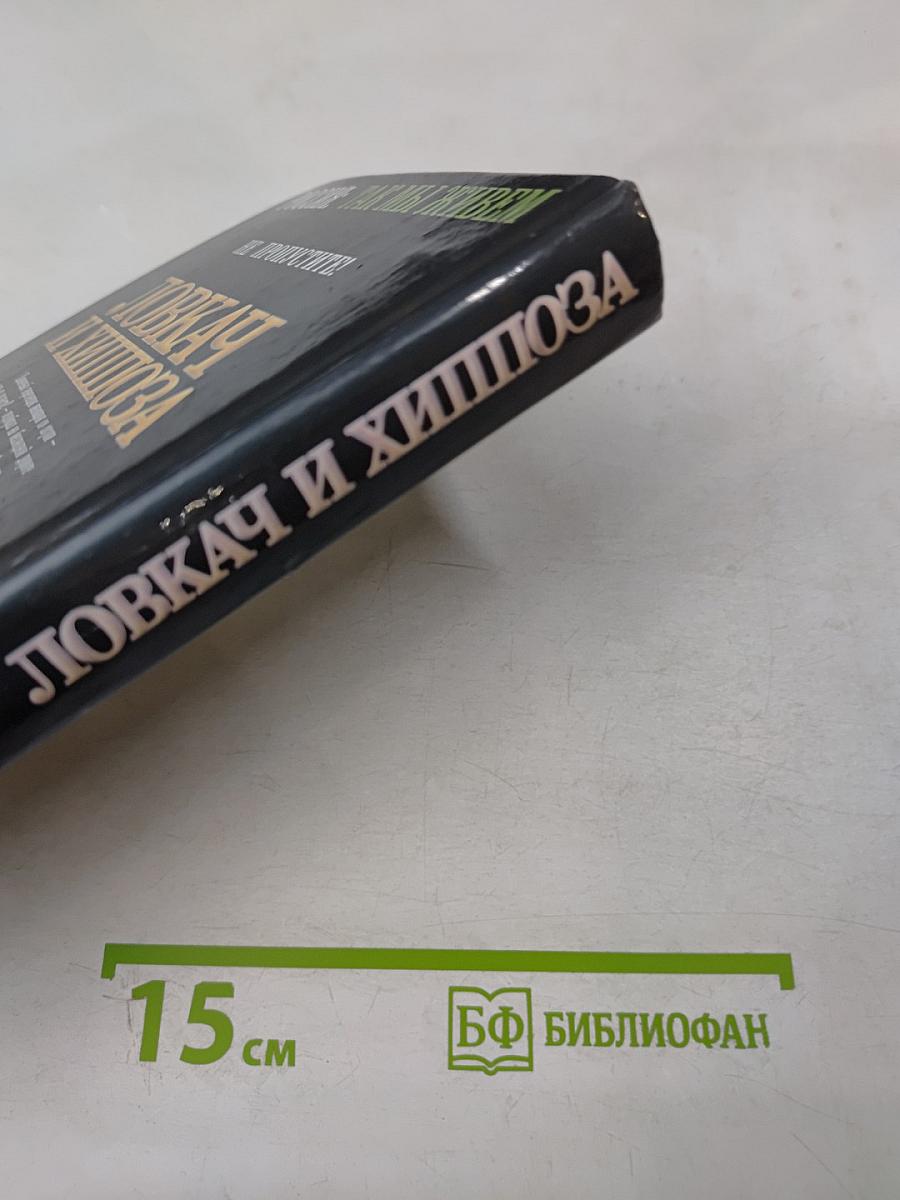 ТАК МЫ ЖИВЕМ
НЕ ПРОПУСТИТЕ!
ЛОВКАЧ
И ХИППОЗА
ЛОВКАЧ И ХИППОЗА
15 см
БФ БИБЛИОФАН